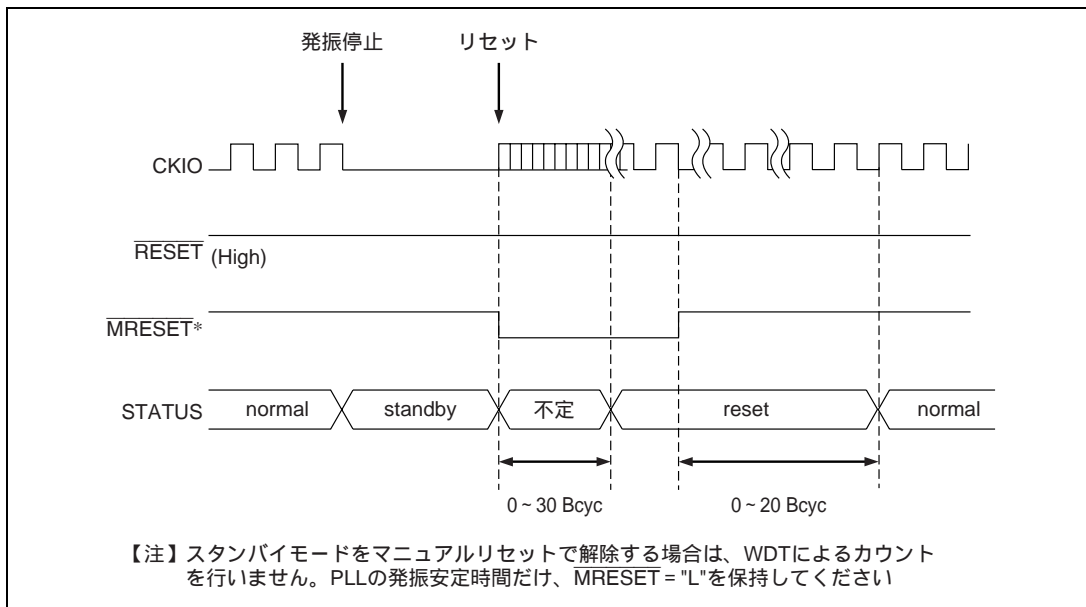 発振停止 リセット
CKIO
RESET (High)
MRESET*
STATUS normal standby 不定 reset normal
0~30 Bcyc 0~20 Bcyc
【注】スタンバイモードをマニュアルリセットで解除する場合は、WDTによるカウント
を行いません。PLLの発振安定時間だけ、MRESET = "L"を保持してください